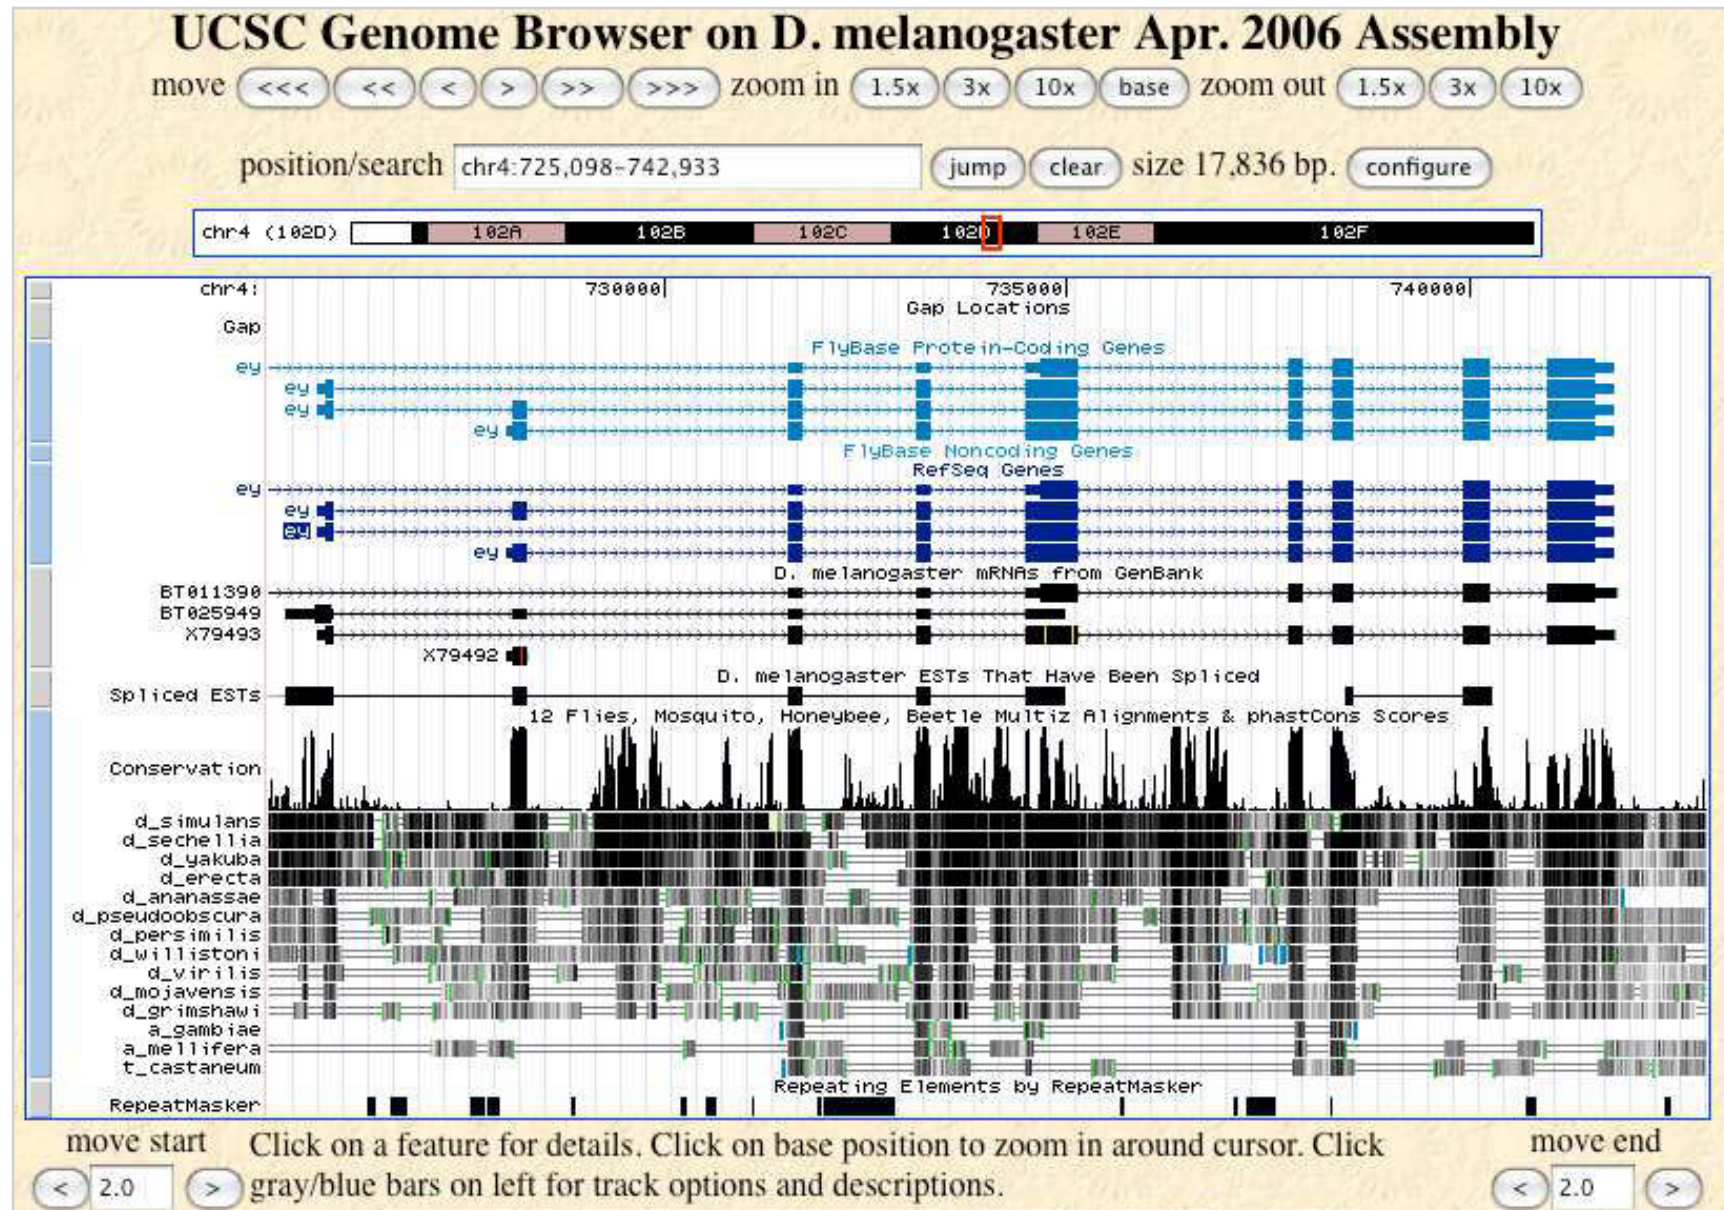 UCSC Genome Browser on D. melanogaster Apr. 2006 Assembly
move <<< << < > >> >>> zoom in 1.5x 3x 10x base zoom out 1.5x 3x 10x
position/search chr4:725,098-742,933 jump clear size 17,836 bp. configure
chr4 (102D) 102A 102B 102C 102D 102E 102F
chr4: 730000| 735000| 740000|
Gap Locations
Gap
FlyBase Protein-Coding Genes
ey
ey
ey
ey
FlyBase Noncoding Genes
RefSeq Genes
ey
ey
ey
ey
D. melanogaster mRNAs from GenBank
BT011390
BT025949
X79493
X79492
D. melanogaster ESTs That Have Been Spliced
Spliced ESTs
12 Flies, Mosquito, Honeybee, Beetle Multiz Alignments & phastCons Scores
Conservation
d_simulans
d_sechellia
d_yakuba
d_erecta
d_ananassae
d_pseudoobscura
d_persimilis
d_willistoni
d_virilis
d_mojavensis
d_grimshawi
a_gambiae
a_mellifera
t_castaneum
Repeating Elements by RepeatMasker
RepeatMasker
move start Click on a feature for details. Click on base position to zoom in around cursor. Click move end
< 2.0 > gray/blue bars on left for track options and descriptions. < 2.0 >